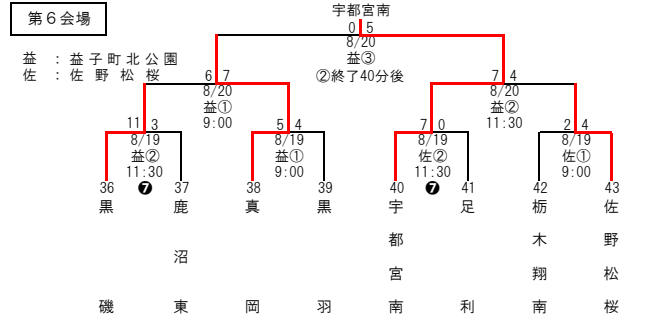 第６会場
宇都宮南
0 5
8/20
益③
②終了40分後
益 ： 益子町北公園
佐 ： 佐野松桜
6 7
8/20
益①
9:00
7 4
8/20
益②
11:30
11 3
8/19
益②
11:30
❼
5 4
8/19
益①
9:00
7 0
8/19
佐②
11:30
❼
2 4
8/19
佐①
9:00
36 37 38 39 40 41 42 43
黒磯
鹿沼東
真岡
黒羽
宇都宮南
足利
栃木翔南
佐野松桜